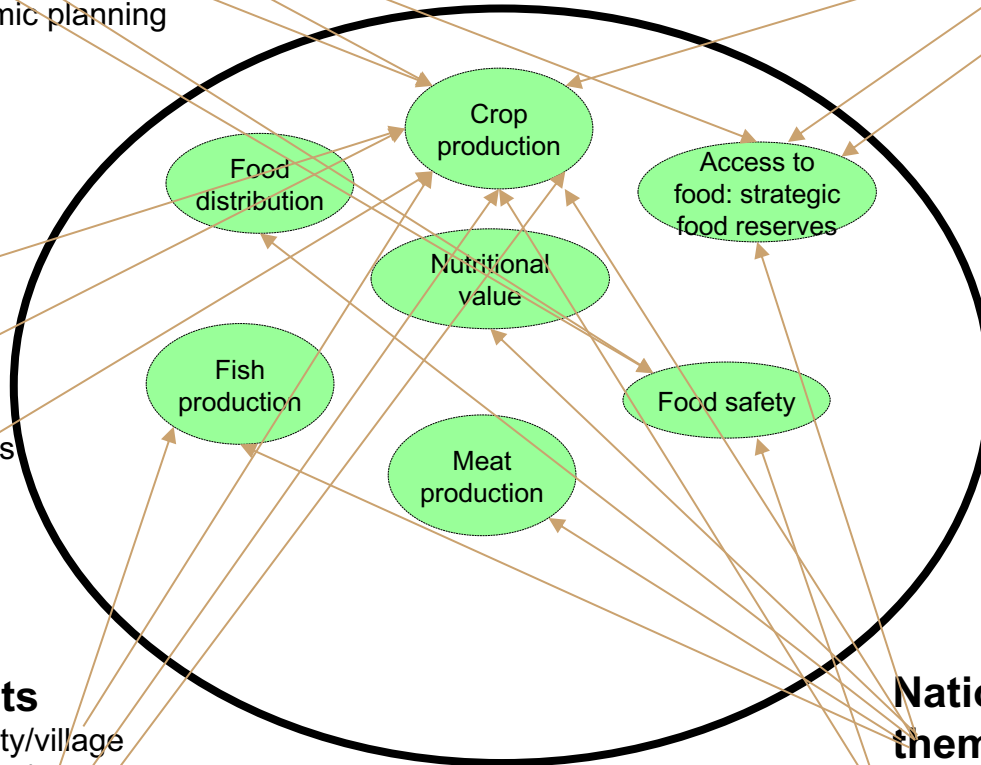 mic planning
Crop
production
Food
distribution
Access to
food: strategic
food reserves
Nutritional
value
Fish
production
Food safety
Meat
production
s
ts
ty/village
Natio
them